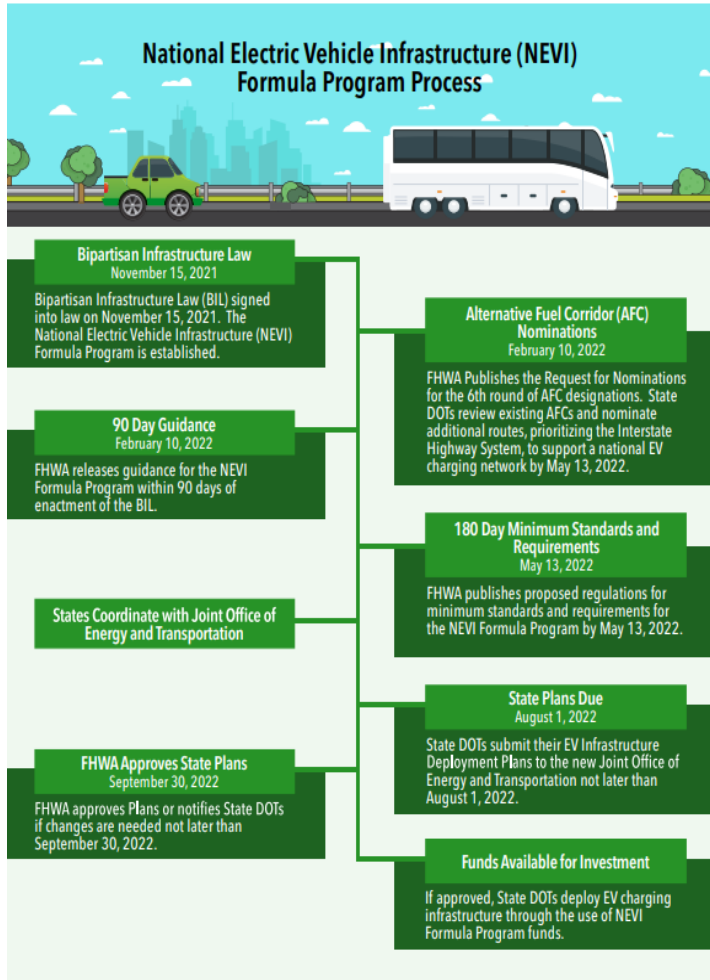 National Electric Vehicle Infrastructure (NEVI)
Formula Program Process
Bipartisan Infrastructure Law
November 15, 2021
Bipartisan Infrastructure Law (BIL) signed
into law on November 15, 2021. The
National Electric Vehicle Infrastructure (NEVI)
Formula Program is established.
Alternative Fuel Corridor (AFC)
Nominations
February 10, 2022
FHWA Publishes the Request for Nominations
for the 6th round of AFC designations. State
DOTs review existing AFCs and nominate
additional routes, prioritizing the Interstate
Highway System, to support a national EV
charging network by May 13, 2022.
90 Day Guidance
February 10, 2022
FHWA releases guidance for the NEVI
Formula Program within 90 days of
enactment of the BIL.
180 Day Minimum Standards and
Requirements
May 13, 2022
FHWA publishes proposed regulations for
minimum standards and requirements for
the NEVI Formula Program by May 13, 2022.
States Coordinate with Joint Office of
Energy and Transportation
State Plans Due
August 1, 2022
State DOTs submit their EV Infrastructure
Deployment Plans to the new Joint Office of
Energy and Transportation not later than
August 1, 2022.
FHWA Approves State Plans
September 30, 2022
FHWA approves Plans or notifies State DOTs
if changes are needed not later than
September 30, 2022.
Funds Available for Investment
If approved, State DOTs deploy EV charging
infrastructure through the use of NEVI
Formula Program funds.